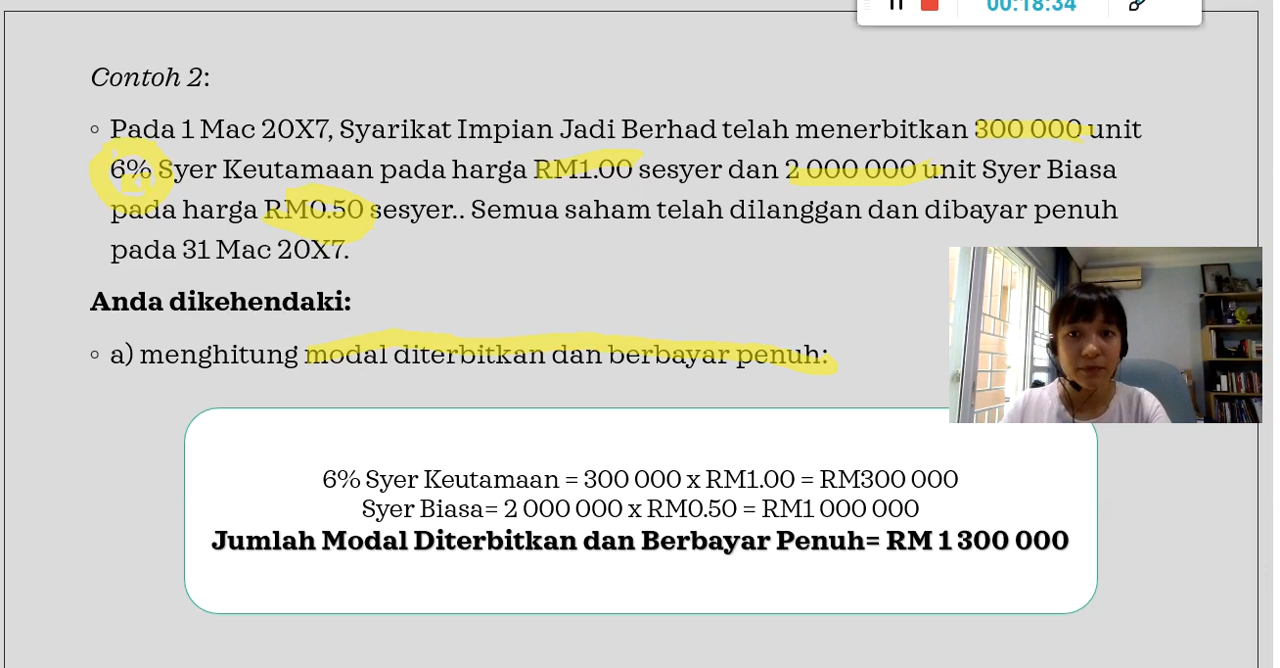 00:18:34
Contoh 2:
◦ Pada 1 Mac 20X7, Syarikat Impian Jadi Berhad telah menerbitkan 300 000 unit
6% Syer Keutamaan pada harga RM1.00 sesyer dan 2 000 000 unit Syer Biasa
pada harga RM0.50 sesyer.. Semua saham telah dilanggan dan dibayar penuh
pada 31 Mac 20X7.
Anda dikehendaki:
◦ a) menghitung modal diterbitkan dan berbayar penuh:
6% Syer Keutamaan = 300 000 x RM1.00 = RM300 000
Syer Biasa= 2 000 000 x RM0.50 = RM1 000 000
Jumlah Modal Diterbitkan dan Berbayar Penuh= RM 1 300 000